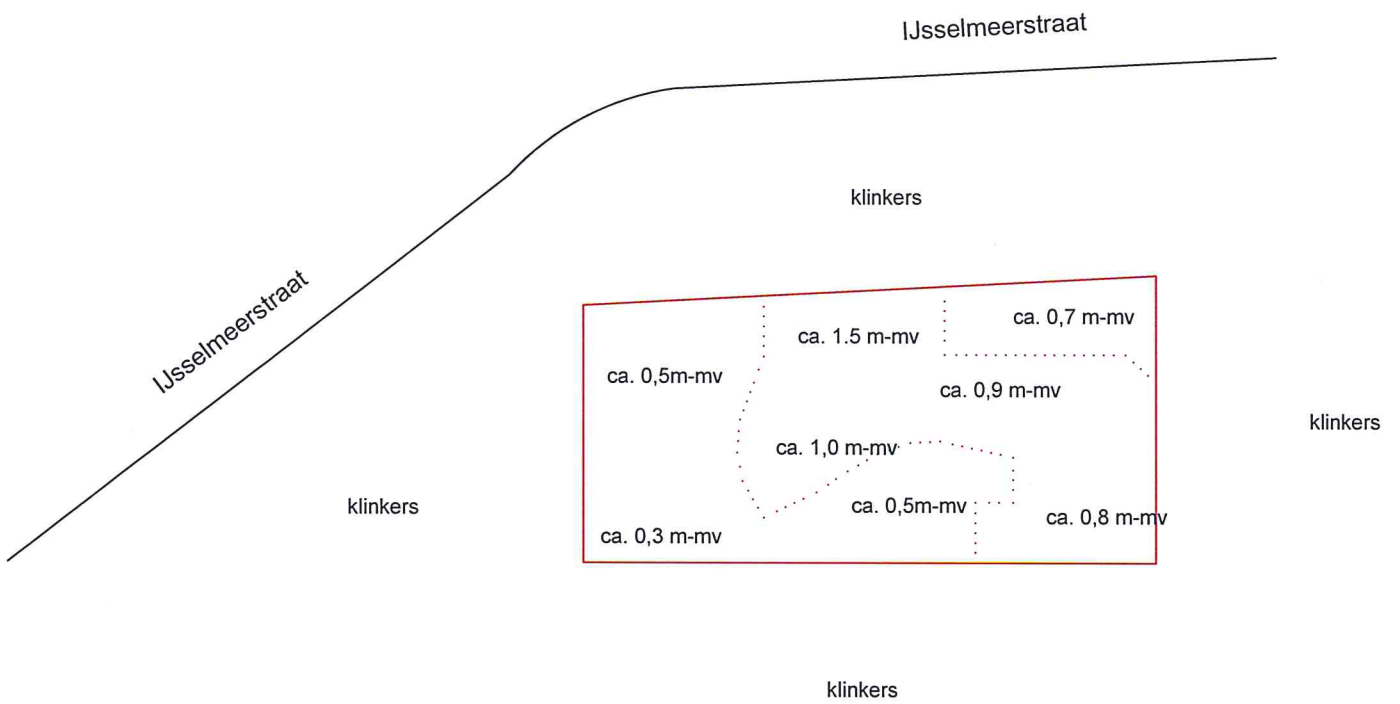 IJsselmeerstraat
klinkers
IJsselmeerstraat
ca. 0,7 m-mv
ca. 1.5 m-mv
ca. 0,5m-mv
ca. 0,9 m-mv
klinkers
ca. 1,0 m-mv
klinkers
ca. 0,5m-mv
ca. 0,8 m-mv
ca. 0,3 m-mv
klinkers